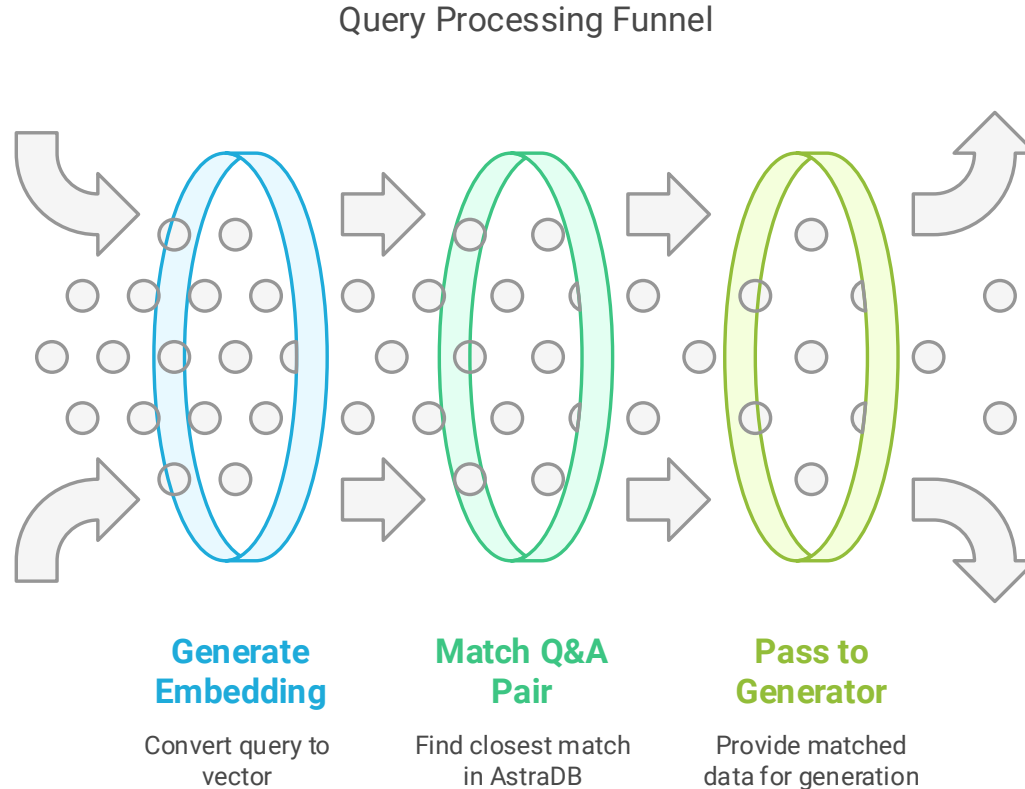 Query Processing Funnel
Generate
Embedding
Convert query to
vector
Match Q&A
Pair
Find closest match
in AstraDB
Pass to
Generator
Provide matched
data for generation